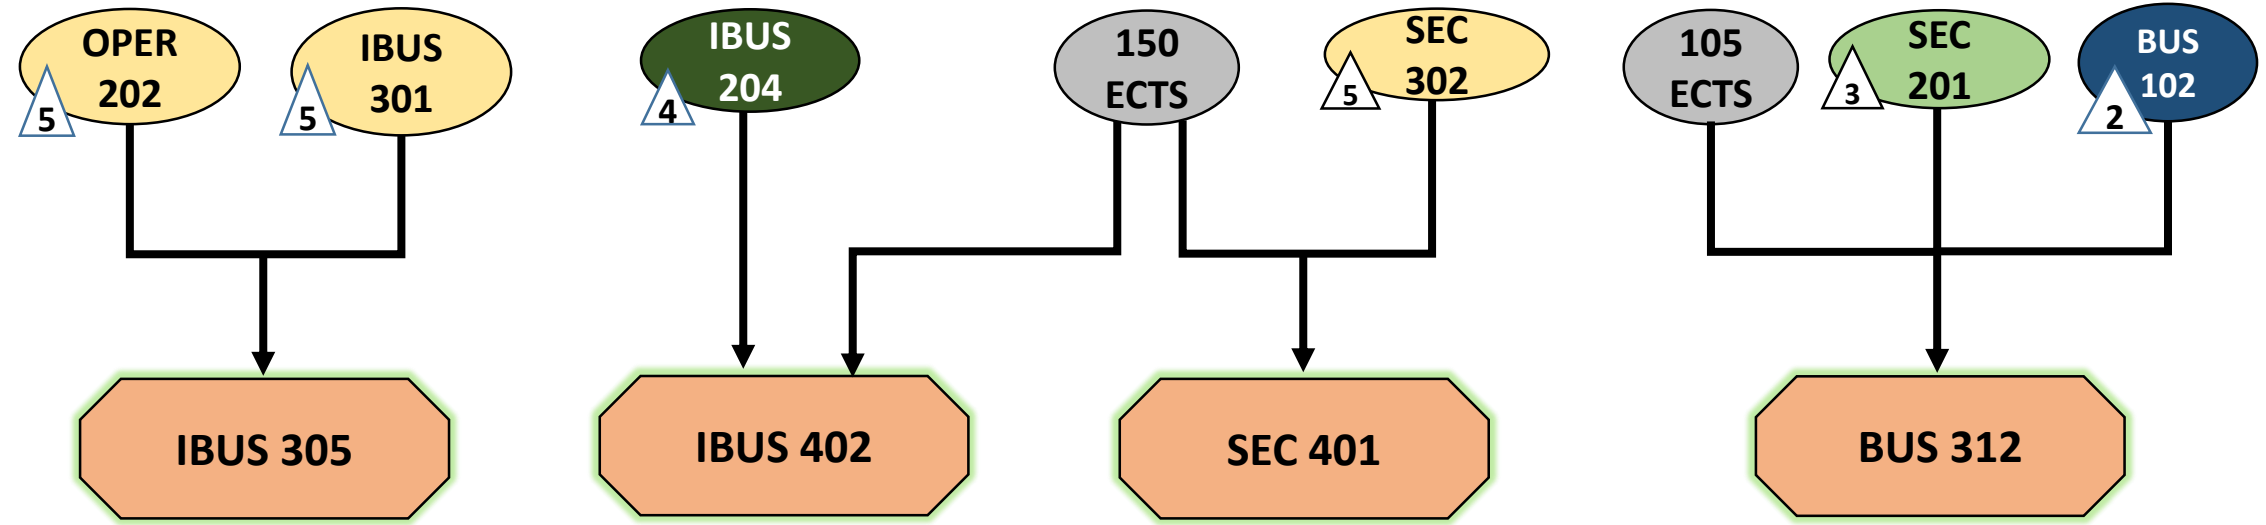 OPER
202
5
IBUS
301
5
IBUS
204
4
150
ECTS
SEC
302
5
105
ECTS
SEC
201
3
BUS
102
2
IBUS 305
IBUS 402
SEC 401
BUS 312